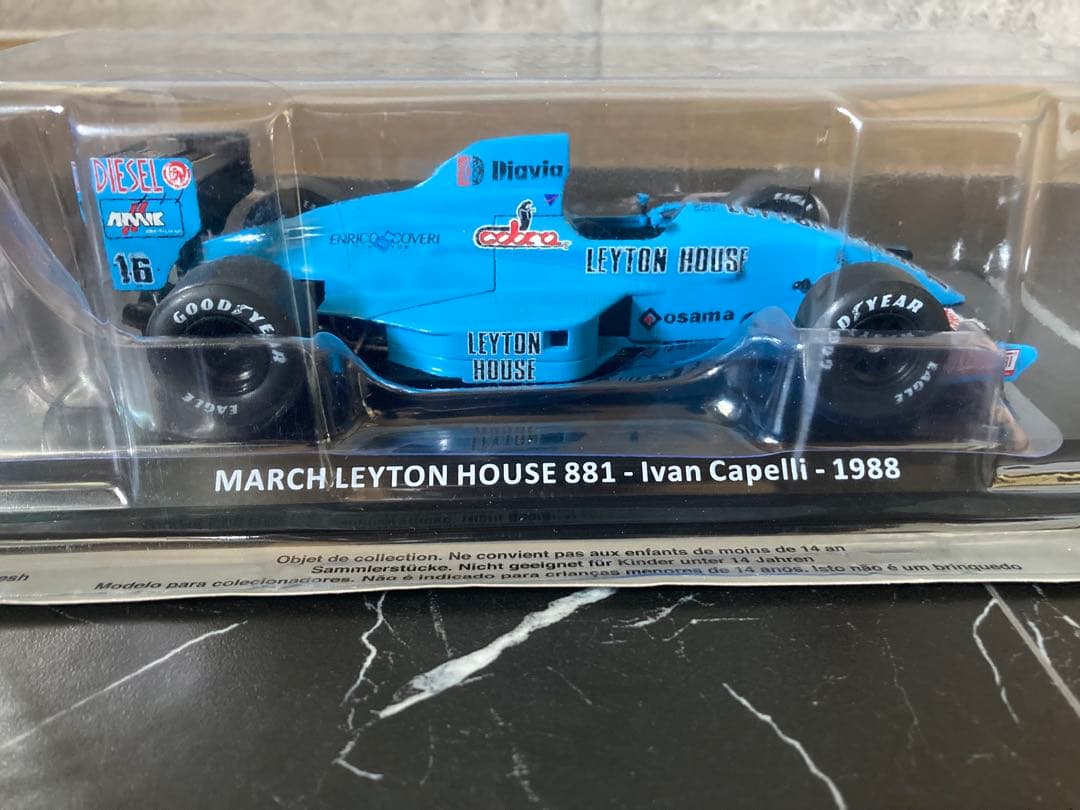 DIESEL
16
Diavia
ENRICO COVERI
cobra
LEYTON HOUSE
osama
LEYTON
HOUSE
GOODYEAR
EAGLE
EAGLE
MARCH LEYTON HOUSE 881 - Ivan Capelli - 1988
Objet de collection. Ne convient pas aux enfants de moins de 14 an
Sammlerstücke. Nicht geeignet für Kinder unter 14 Jahren
Modelo para colecionadores. Não é indicado para crianças menores de 14 anos. Isto não é um brinquedo